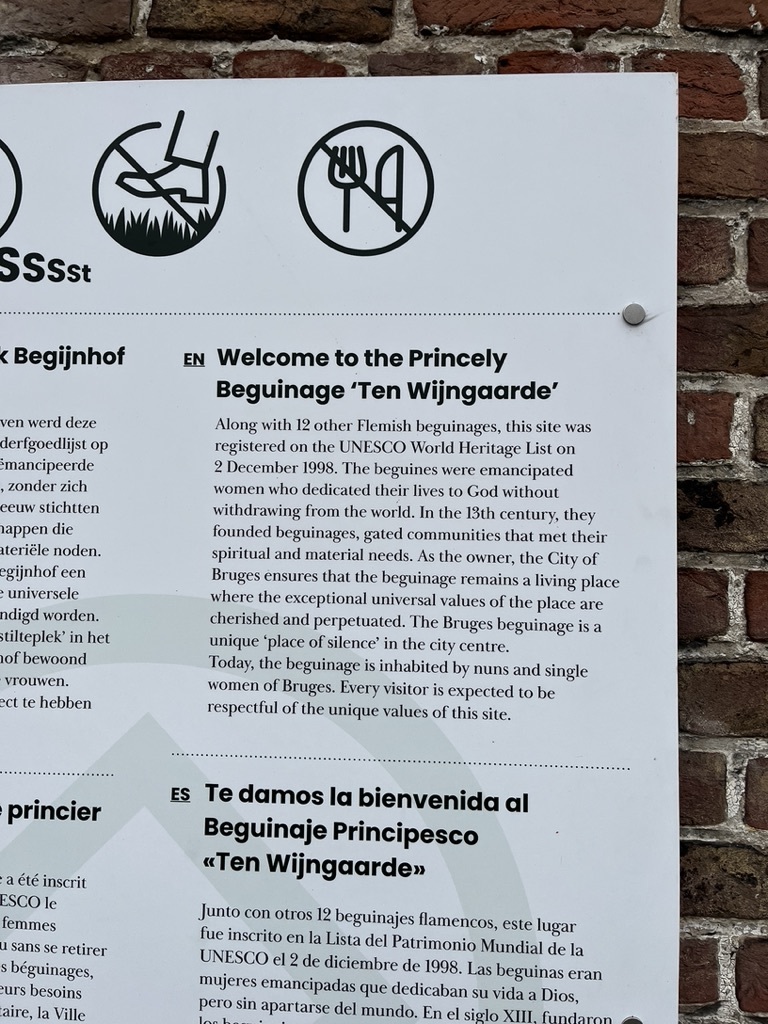 sssst
k Begijnhof
ven werd deze
derfgoedlijst op
ëmancipeerde
, zonder zich
eeuw stichtten
happen die
ateriële noden.
egijnhof een
e universele
ndigd worden.
stilteplek’ in het
hof bewoond
vrouwen.
ect te hebben
EN Welcome to the Princely
Beguinage ‘Ten Wijngaarde’
Along with 12 other Flemish beguinages, this site was
registered on the UNESCO World Heritage List on
2 December 1998. The beguines were emancipated
women who dedicated their lives to God without
withdrawing from the world. In the 13th century, they
founded beguinages, gated communities that met their
spiritual and material needs. As the owner, the City of
Bruges ensures that the beguinage remains a living place
where the exceptional universal values of the place are
cherished and perpetuated. The Bruges beguinage is a
unique ‘place of silence’ in the city centre.
Today, the beguinage is inhabited by nuns and single
women of Bruges. Every visitor is expected to be
respectful of the unique values of this site.
princier
e a été inscrit
ESCO le
femmes
u sans se retirer
s béguinages,
eurs besoins
taire, la Ville
ES Te damos la bienvenida al
Beguinaje Principesco
«Ten Wijngaarde»
Junto con otros 12 beguinajes flamencos, este lugar
fue inscrito en la Lista del Patrimonio Mundial de la
UNESCO el 2 de diciembre de 1998. Las beguinas eran
mujeres emancipadas que dedicaban su vida a Dios,
pero sin apartarse del mundo. En el siglo XIII, fundaron